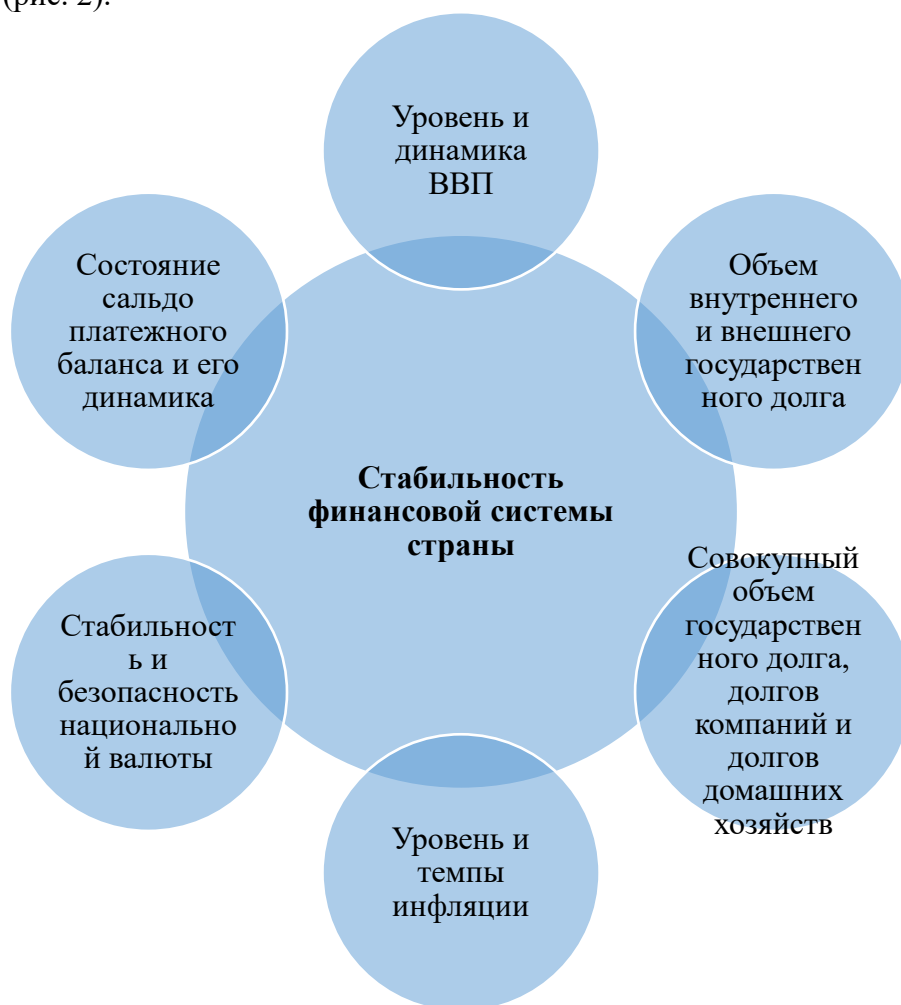 (рис. 2).
Уровень и
динамика
ВВП
Состояние
сальдо
платежного
баланса и его
динамика
Объем
внутреннего
и внешнего
государствен
ного долга
Стабильность
финансовой системы
страны
Стабильност
ь и
безопасность
национально
й валюты
Совокупный
объем
государствен
ного долга,
долгов
компаний и
долгов
домашних
хозяйств
Уровень и
темпы
инфляции